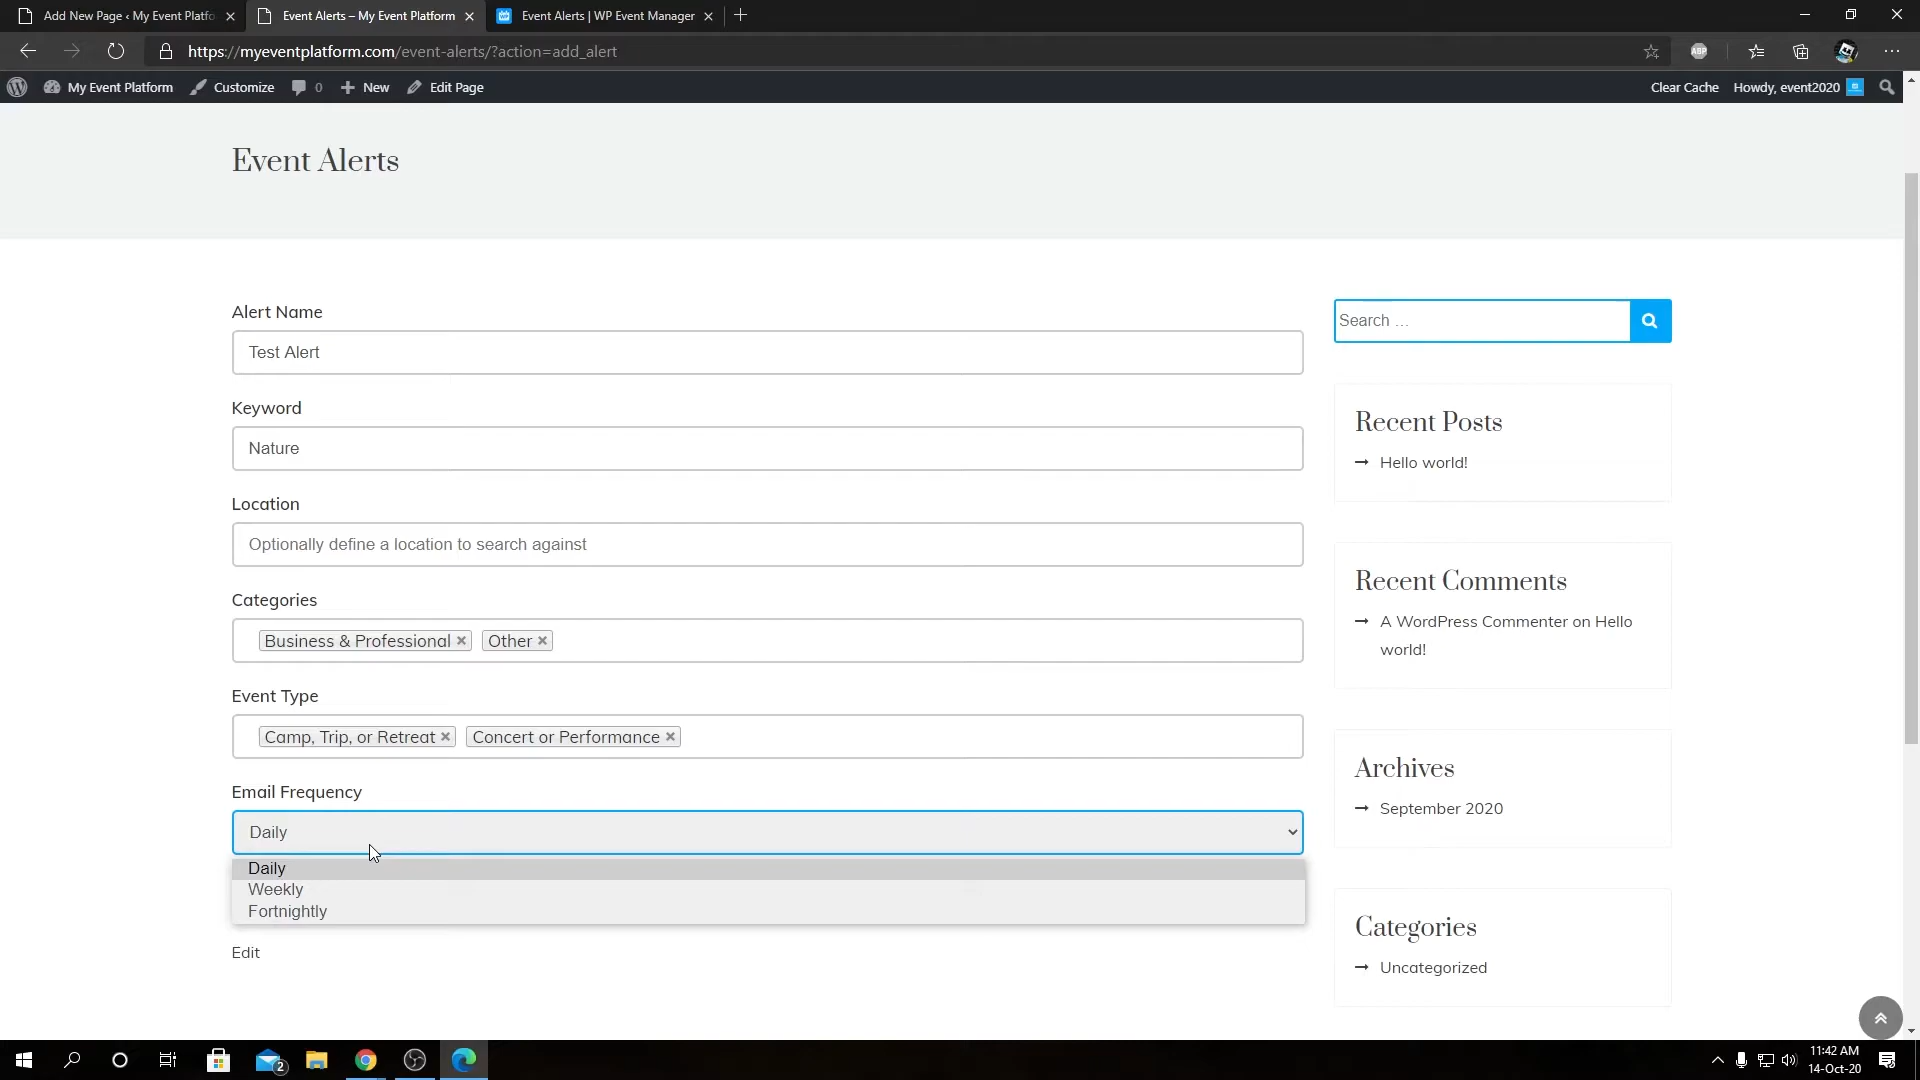 Add New Page ‹ My Event Platfo
Event Alerts – My Event Platform
Event Alerts | WP Event Manager
https://myeventplatform.com/event-alerts/?action=add_alert
ABP
My Event Platform
Customize
0
New
Edit Page
Clear Cache
Howdy, event2020
Event Alerts
Alert Name
Test Alert
Keyword
Nature
Location
Optionally define a location to search against
Categories
Business & Professional ×
Other ×
Event Type
Camp, Trip, or Retreat ×
Concert or Performance ×
Email Frequency
Daily
Daily
Weekly
Fortnightly
Edit
Search …
Recent Posts
Hello world!
Recent Comments
A WordPress Commenter on Hello
world!
Archives
September 2020
Categories
Uncategorized
2
11:42 AM
14-Oct-20